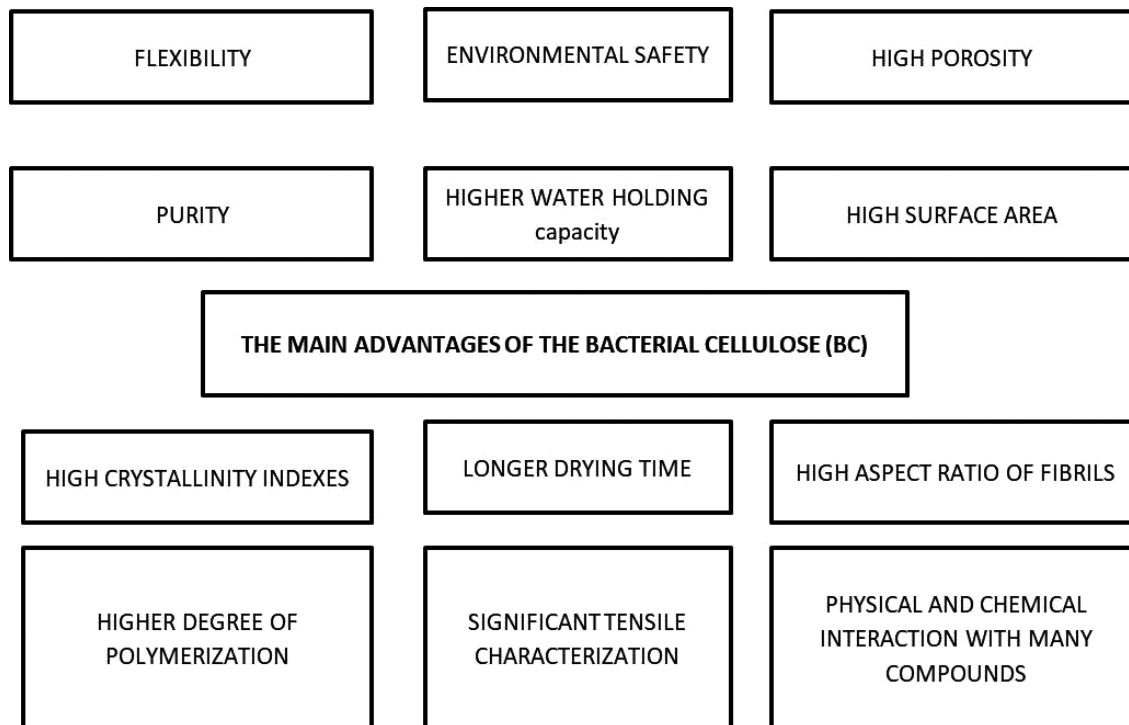 FLEXIBILITY
ENVIRONMENTAL SAFETY
HIGH POROSITY
PURITY
HIGHER WATER HOLDING
capacity
HIGH SURFACE AREA
THE MAIN ADVANTAGES OF THE BACTERIAL CELLULOSE (BC)
HIGH CRYSTALLINITY INDEXES
LONGER DRYING TIME
HIGH ASPECT RATIO OF FIBRILS
HIGHER DEGREE OF
POLYMERIZATION
SIGNIFICANT TENSILE
CHARACTERIZATION
PHYSICAL AND CHEMICAL
INTERACTION WITH MANY
COMPOUNDS